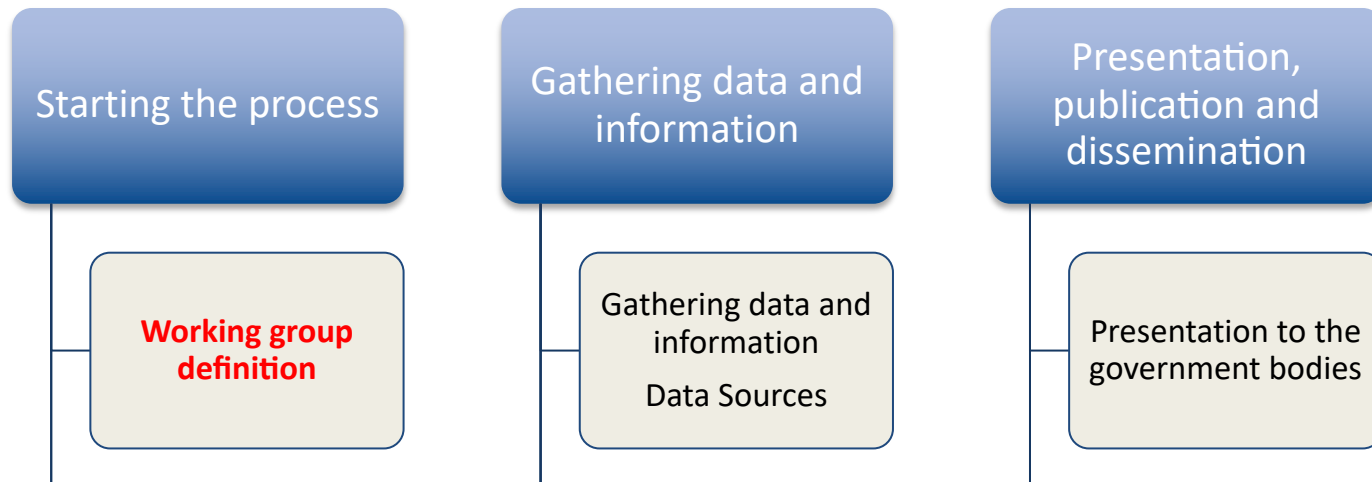 Starting the process
Working group
definition
Gathering data and
information
Gathering data and
information
Data Sources
Presentation,
publication and
dissemination
Presentation to the
government bodies